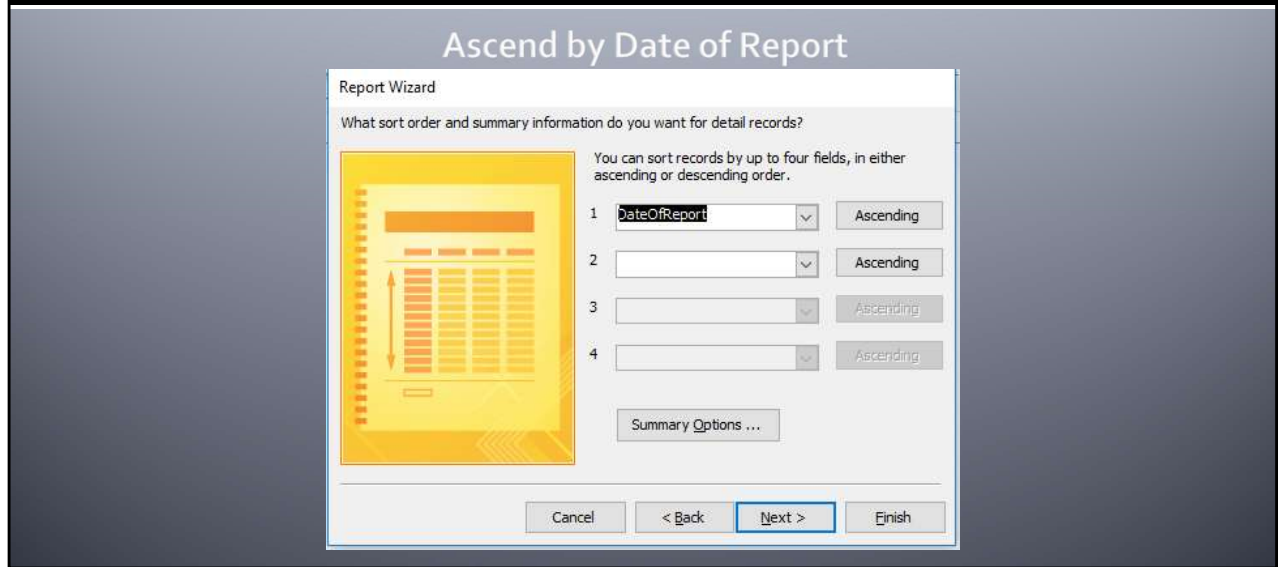 Ascend by Date of Report
Report Wizard
What sort order and summary information do you want for detail records?
You can sort records by up to four fields, in either
ascending or descending order.
1 DateOfReport Ascending
2 Ascending
3 Ascending
4 Ascending
Summary Options ...
Cancel < Back Next > Finish